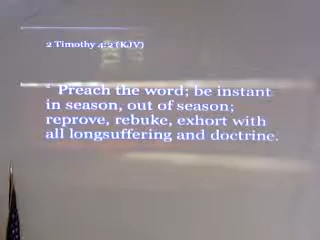 2 Timothy 4:2 (KJV)
2 Preach the word; be instant
in season, out of season;
reprove, rebuke, exhort with
all longsuffering and doctrine.